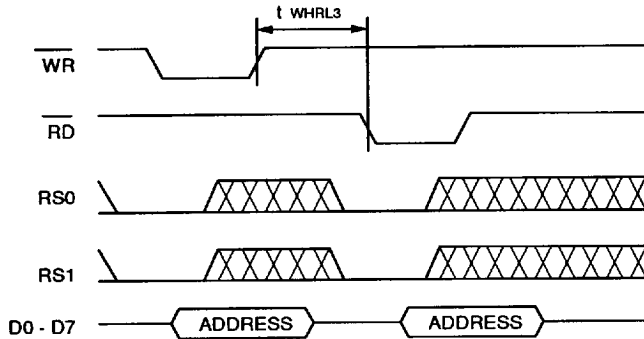 t WHRL3
WR
RD
RS0
RS1
D0 - D7 ADDRESS ADDRESS